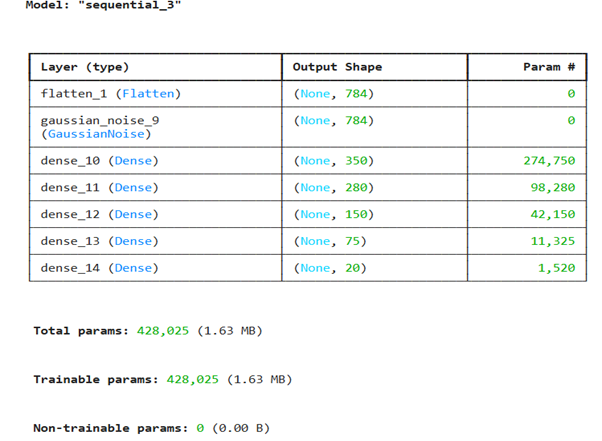 Model: "sequential_3"
Layer (type) Output Shape Param #
flatten_1 (Flatten) (None, 784) 0
gaussian_noise_9 (None, 784) 0
(GaussianNoise)
dense_10 (Dense) (None, 350) 274,750
dense_11 (Dense) (None, 280) 98,280
dense_12 (Dense) (None, 150) 42,150
dense_13 (Dense) (None, 75) 11,325
dense_14 (Dense) (None, 20) 1,520
Total params: 428,025 (1.63 MB)
Trainable params: 428,025 (1.63 MB)
Non-trainable params: 0 (0.00 B)